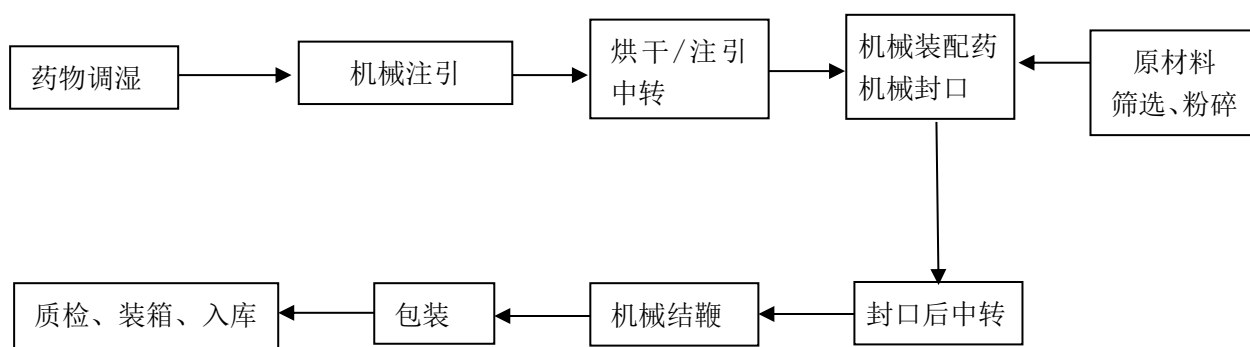 药物调湿
机械注引
烘干/注引
中转
机械装配药
机械封口
原材料
筛选、粉碎
质检、装箱、入库
包装
机械结鞭
封口后中转